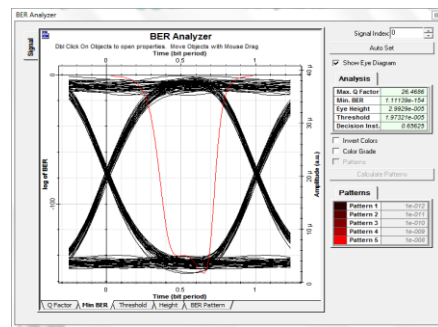 BER Analyzer
Signal
BER Analyzer
Dbl Click On Objects to open properties. Move Objects with Mouse Drag
Time (bit period)
0
0.5
1
log of BER
0
-100
Amplitude (a.u.)
40 µ
30 µ
20 µ
10 µ
0
0
0.5
1
Time (bit period)
Q Factor
Min BER
Threshold
Height
BER Pattern
Signal Index: 0
Auto Set
Show Eye Diagram
Analysis
Max. Q Factor 26.4686
Min. BER 1.11139e-154
Eye Height 2.9929e-005
Threshold 1.97321e-005
Decision Inst. 0.65625
Invert Colors
Color Grade
Patterns
Calculate Patterns
Patterns
Pattern 1 1e-012
Pattern 2 1e-011
Pattern 3 1e-010
Pattern 4 1e-009
Pattern 5 1e-008